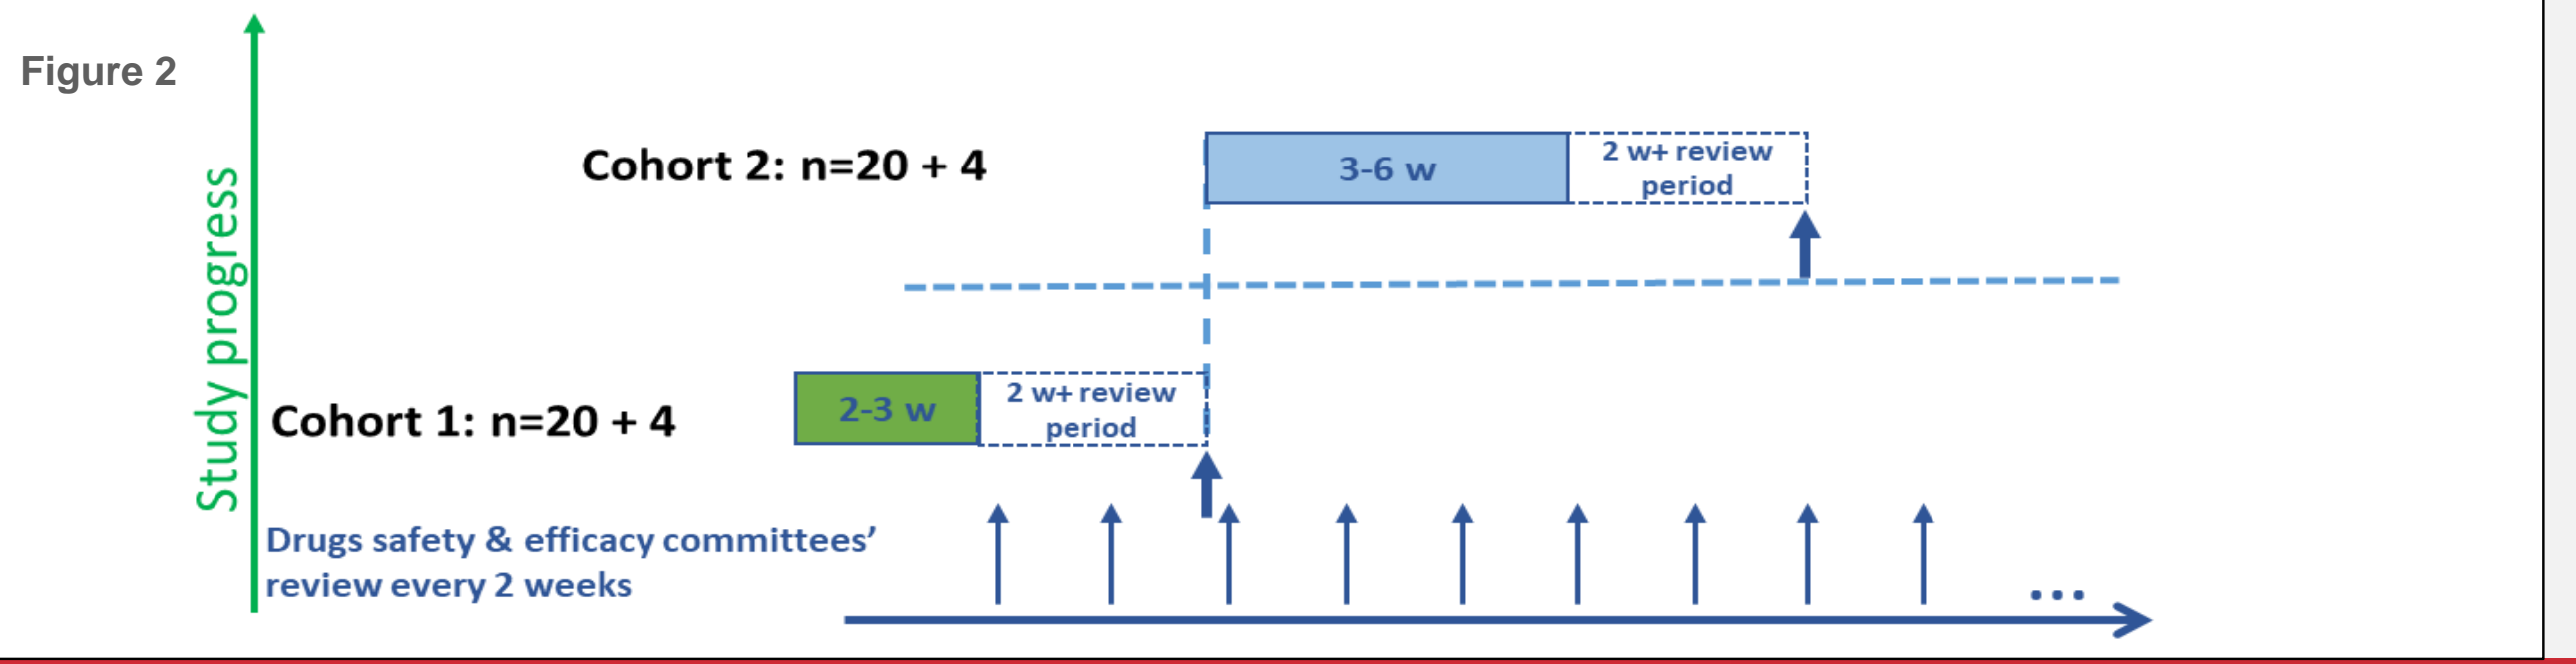 Figure 2
Study progress
Cohort 2: n=20 + 4
3-6 w
2 w+ review
period
Cohort 1: n=20 + 4
2-3 w
2 w+ review
period
Drugs safety & efficacy committees’
review every 2 weeks
...